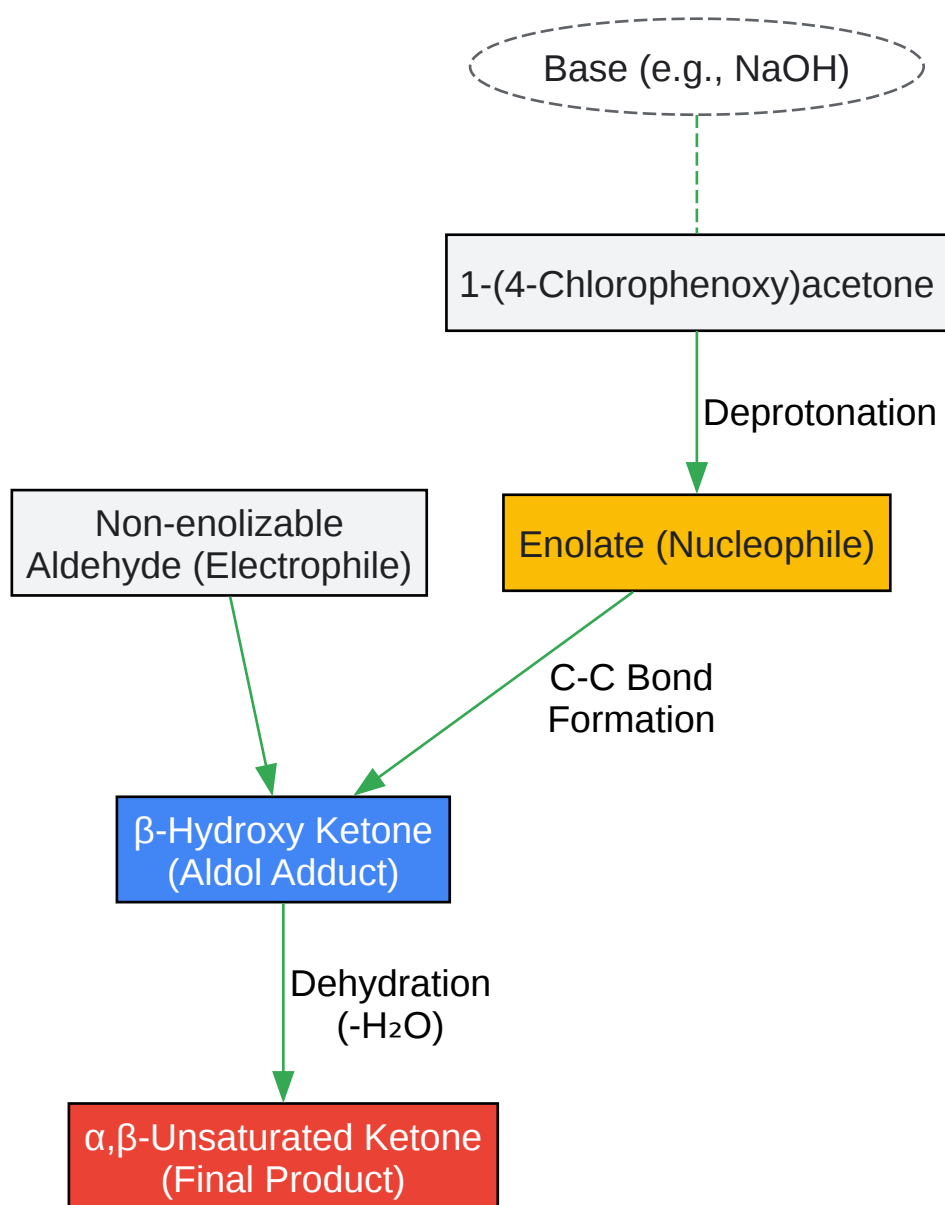 Base (e.g., NaOH)
1-(4-Chlorophenoxy)acetone
Deprotonation
Non-enolizable
Aldehyde (Electrophile)
Enolate (Nucleophile)
C-C Bond
Formation
β-Hydroxy Ketone
(Aldol Adduct)
Dehydration
(-H₂O)
α,β-Unsaturated Ketone
(Final Product)